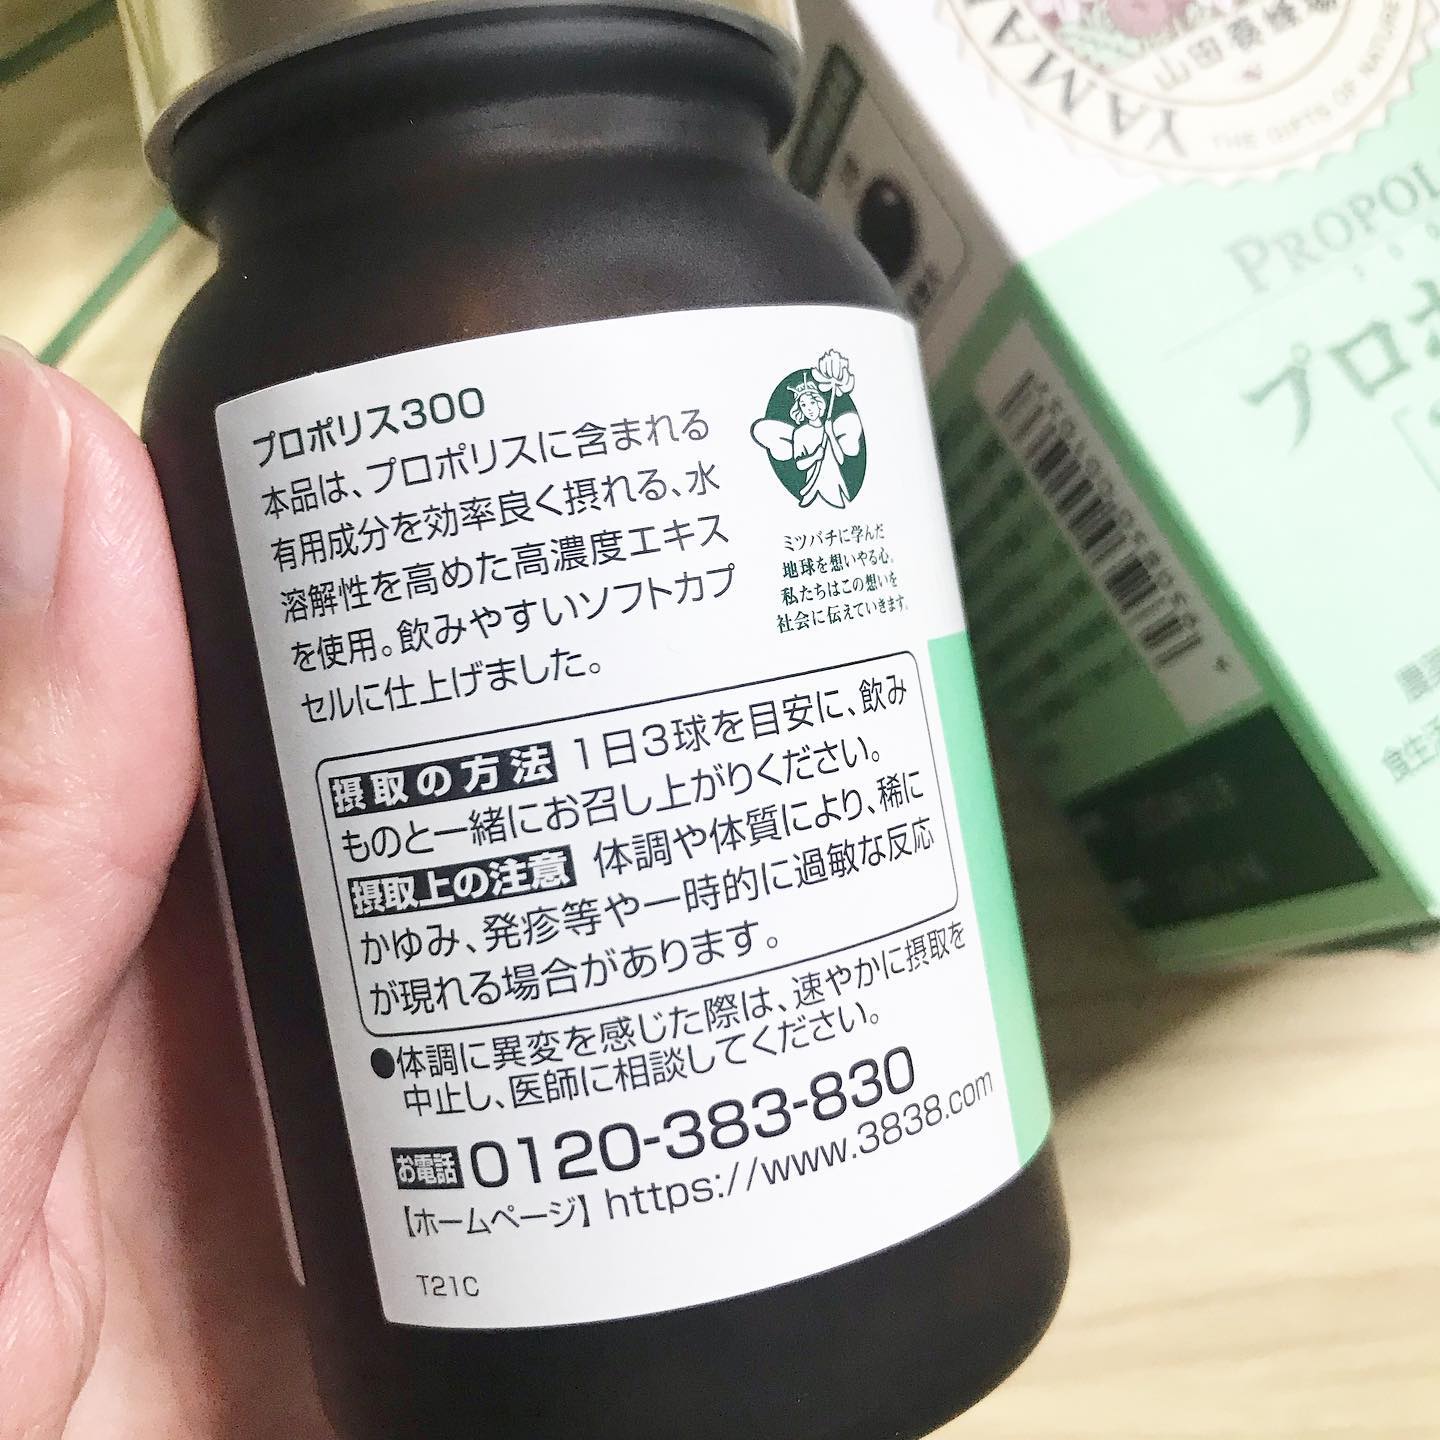 プロポリス300
本品は、プロポリスに含まれる
有用成分を効率良く摂れる、水
溶解性を高めた高濃度エキス
を使用。飲みやすいソフトカプ
セルに仕上げました。
ミツバチに学んだ
地球を想いやる心。
私たちはこの想いを
社会に伝えていきます。
摂取の方法 1日3球を目安に、飲み
ものと一緒にお召し上がりください。
摂取上の注意 体調や体質により、稀に
かゆみ、発疹等や一時的に過敏な反応
が現れる場合があります。
●体調に異変を感じた際は、速やかに摂取を
中止し、医師に相談してください。
お電話 0120-383-830
【ホームページ】https://www.3838.com
T21C
YAMA
山田養蜂場
THE GIFTS OF NATURE
PROPOL
プロポ
食生活